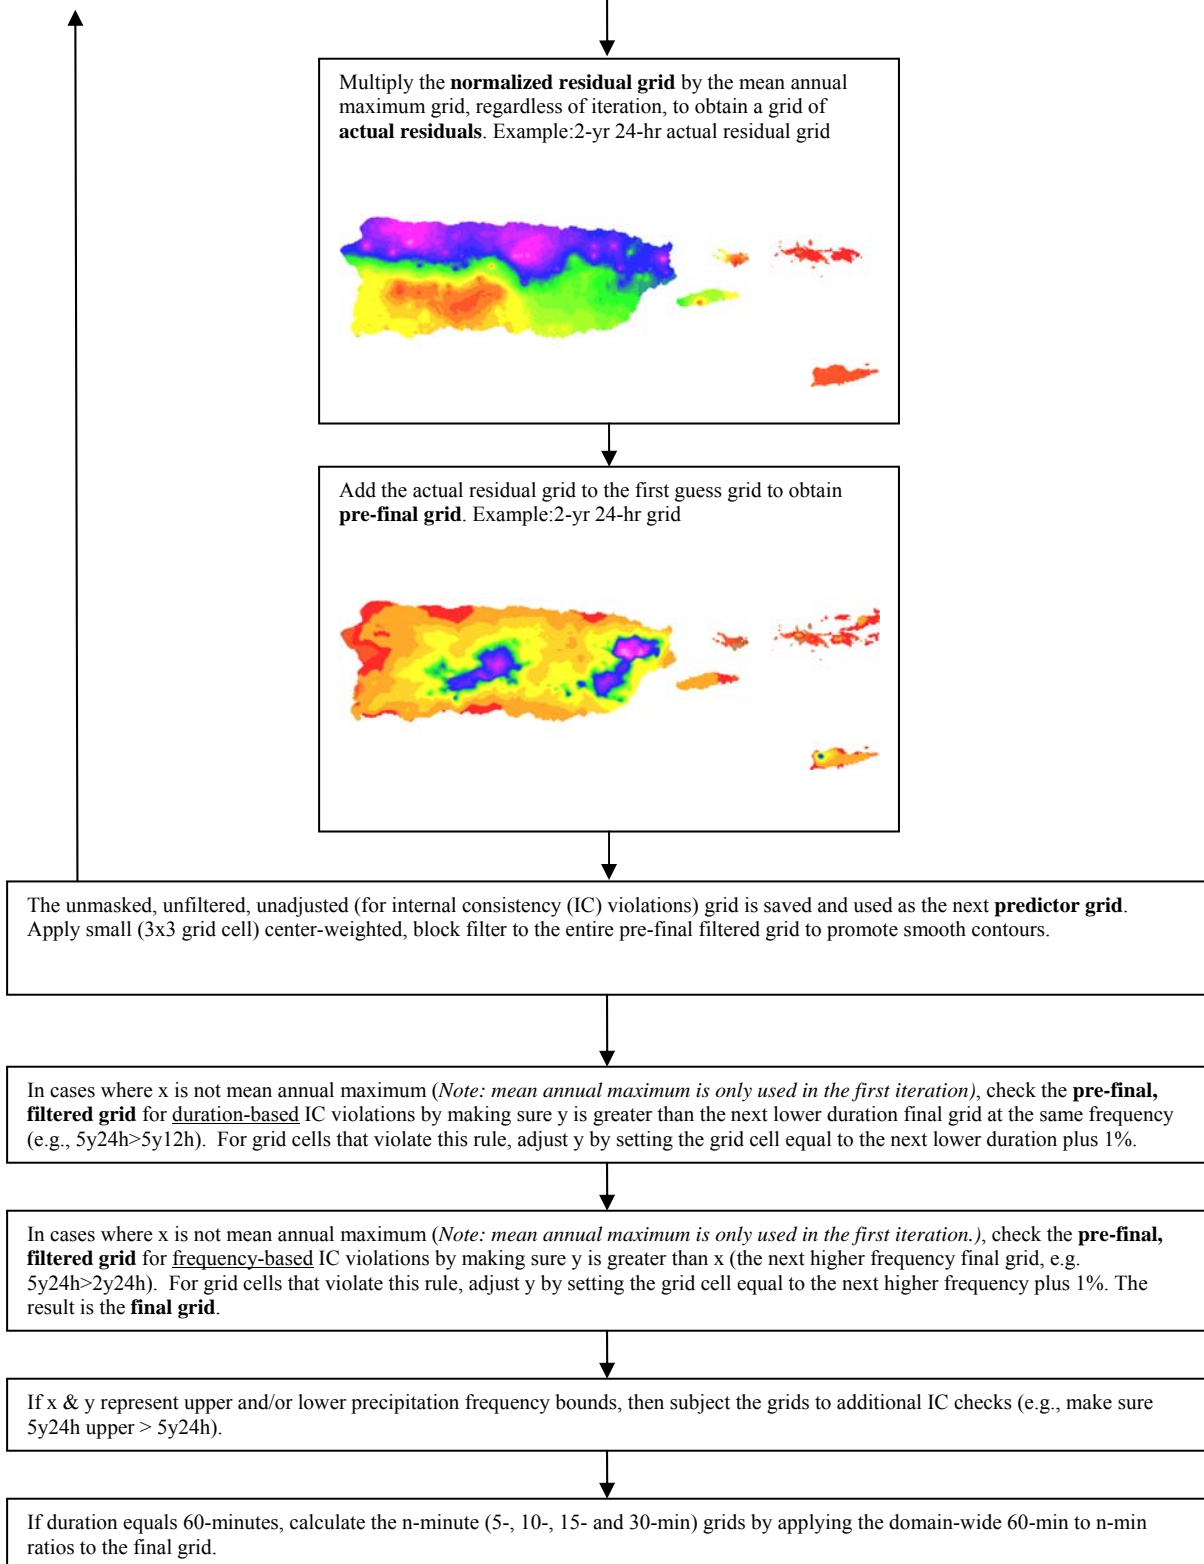 Multiply the normalized residual grid by the mean annual
maximum grid, regardless of iteration, to obtain a grid of
actual residuals. Example:2-yr 24-hr actual residual grid
Add the actual residual grid to the first guess grid to obtain
pre-final grid. Example:2-yr 24-hr grid
The unmasked, unfiltered, unadjusted (for internal consistency (IC) violations) grid is saved and used as the next predictor grid.
Apply small (3x3 grid cell) center-weighted, block filter to the entire pre-final filtered grid to promote smooth contours.
In cases where x is not mean annual maximum (Note: mean annual maximum is only used in the first iteration), check the pre-final,
filtered grid for duration-based IC violations by making sure y is greater than the next lower duration final grid at the same frequency
(e.g., 5y24h>5y12h). For grid cells that violate this rule, adjust y by setting the grid cell equal to the next lower duration plus 1%.
In cases where x is not mean annual maximum (Note: mean annual maximum is only used in the first iteration.), check the pre-final,
filtered grid for frequency-based IC violations by making sure y is greater than x (the next higher frequency final grid, e.g.
5y24h>2y24h). For grid cells that violate this rule, adjust y by setting the grid cell equal to the next higher frequency plus 1%. The
result is the final grid.
If x & y represent upper and/or lower precipitation frequency bounds, then subject the grids to additional IC checks (e.g., make sure
5y24h upper > 5y24h).
If duration equals 60-minutes, calculate the n-minute (5-, 10-, 15- and 30-min) grids by applying the domain-wide 60-min to n-min
ratios to the final grid.